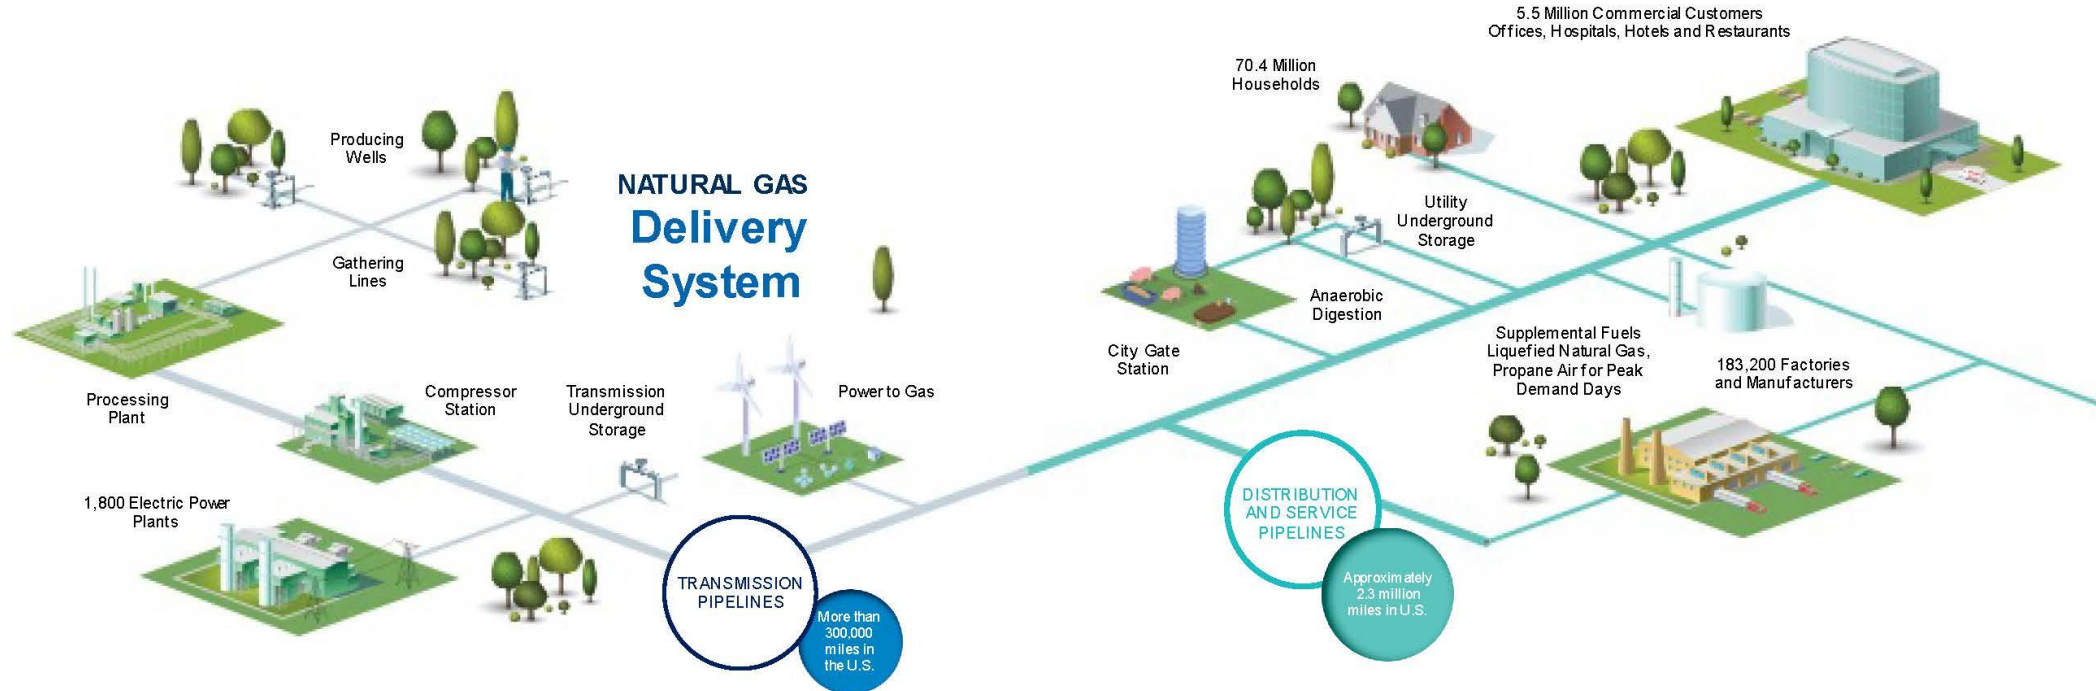 5.5 Million Commercial Customers
Offices, Hospitals, Hotels and Restaurants
70.4 Million
Households
Producing
Wells
NATURAL GAS
Delivery
System
Utility
Underground
Storage
Gathering
Lines
Anaerobic
Digestion
City Gate
Station
Supplemental Fuels
Liquefied Natural Gas,
Propane Air for Peak
Demand Days
183,200 Factories
and Manufacturers
Processing
Plant
Compressor
Station
Transmission
Underground
Storage
Power to Gas
1,800 Electric Power
Plants
DISTRIBUTION
AND SERVICE
PIPELINES
TRANSMISSION
PIPELINES
Approximately
2.3 million
miles in U.S.
More than
300,000
miles in
the U.S.